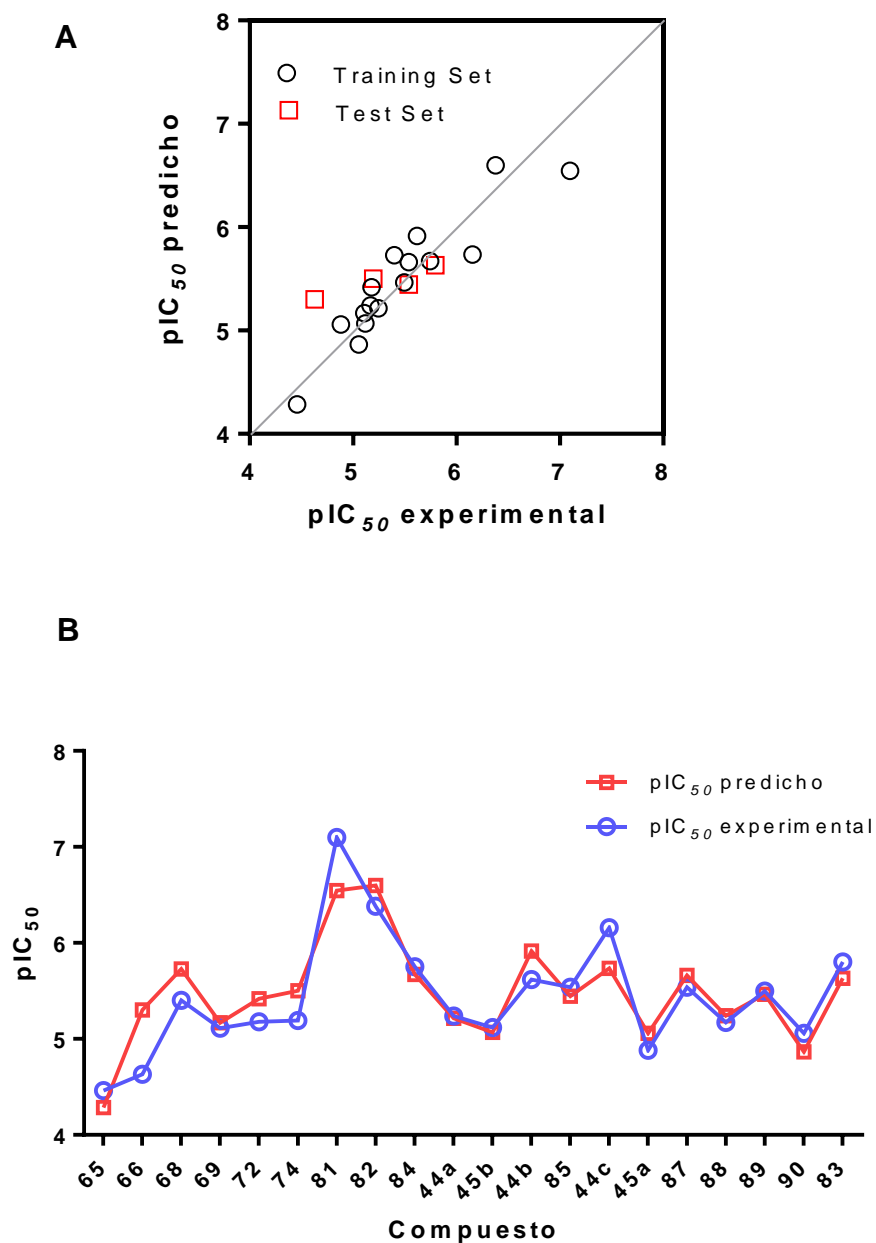 A
8
7
6
5
4
pIC50 predicho
Training Set
Test Set
4 5 6 7 8
pIC50 experimental
B
8
7
6
5
4
pIC50
pIC50 predicho
pIC50 experimental
65 66 68 69 72 74 81 82 84 44a 45b 44b 85 44c 45a 87 88 89 90 83
Compuesto